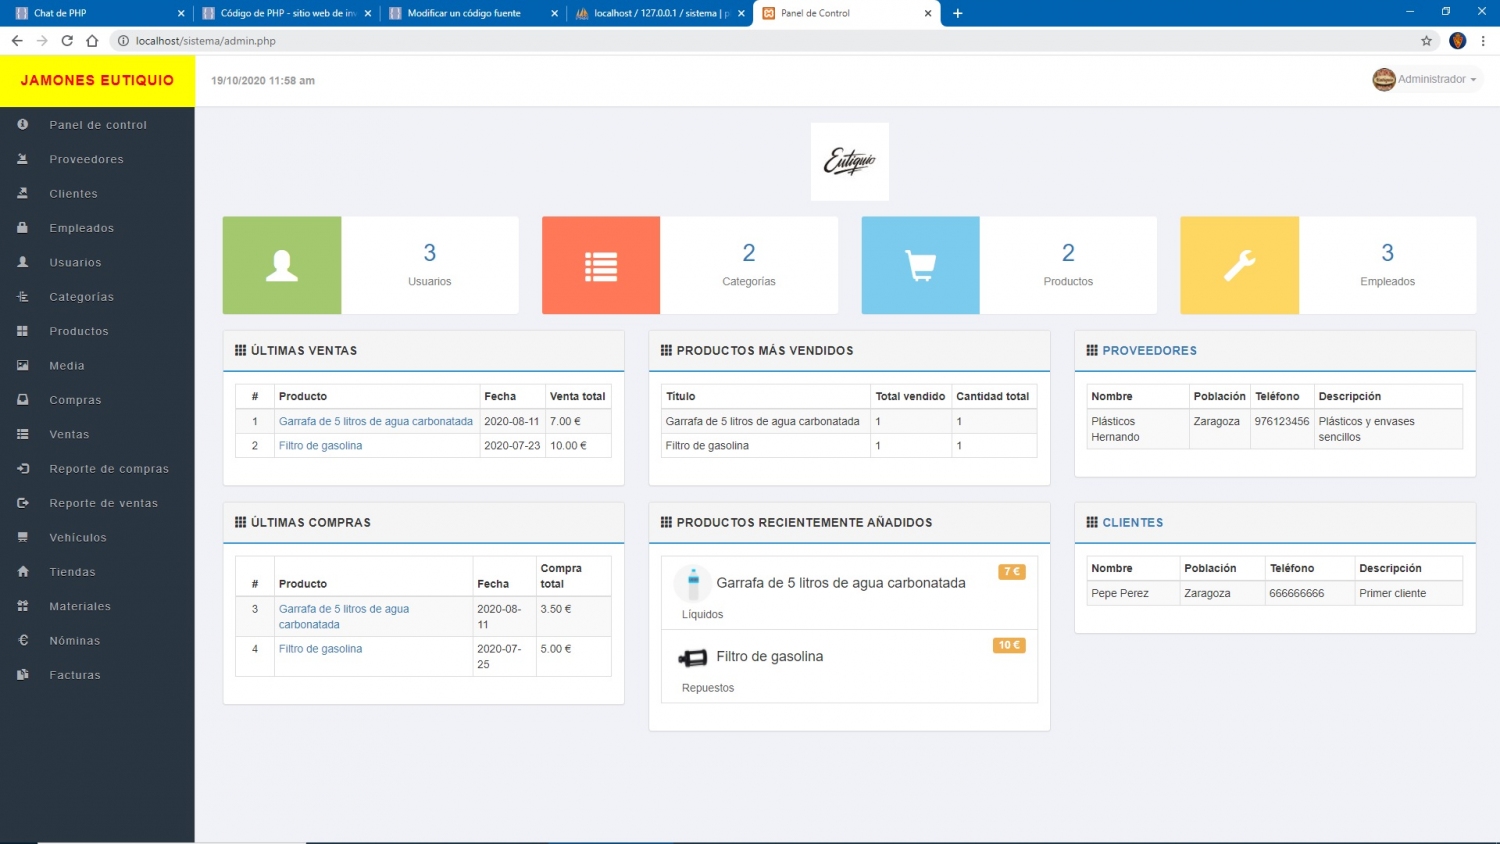 Chat de PHP
Código de PHP - sitio web de in
Modificar un código fuente
localhost / 127.0.0.1 / sistema | p
Panel de Control
localhost/sistema/admin.php
JAMONES EUTIQUIO
19/10/2020 11:58 am
Administrador
Panel de control
Proveedores
Clientes
Empleados
Usuarios
Categorías
Productos
Media
Compras
Ventas
Reporte de compras
Reporte de ventas
Vehículos
Tiendas
Materiales
Nóminas
Facturas
Eutiquio
3
Usuarios
2
Categorías
2
Productos
3
Empleados
ÚLTIMAS VENTAS
# Producto Fecha Venta total
1 Garrafa de 5 litros de agua carbonatada 2020-08-11 7.00 €
2 Filtro de gasolina 2020-07-23 10.00 €
PRODUCTOS MÁS VENDIDOS
Título Total vendido Cantidad total
Garrafa de 5 litros de agua carbonatada 1 1
Filtro de gasolina 1 1
PROVEEDORES
Nombre Población Teléfono Descripción
Plásticos Zaragoza 976123456 Plásticos y envases
Hernando sencillos
ÚLTIMAS COMPRAS
Compra
# Producto Fecha total
3 Garrafa de 5 litros de agua 2020-08- 3.50 €
carbonatada 11
4 Filtro de gasolina 2020-07- 5.00 €
25
PRODUCTOS RECIENTEMENTE AÑADIDOS
Garrafa de 5 litros de agua carbonatada 7 €
Líquidos
Filtro de gasolina 10 €
Repuestos
CLIENTES
Nombre Población Teléfono Descripción
Pepe Perez Zaragoza 666666666 Primer cliente